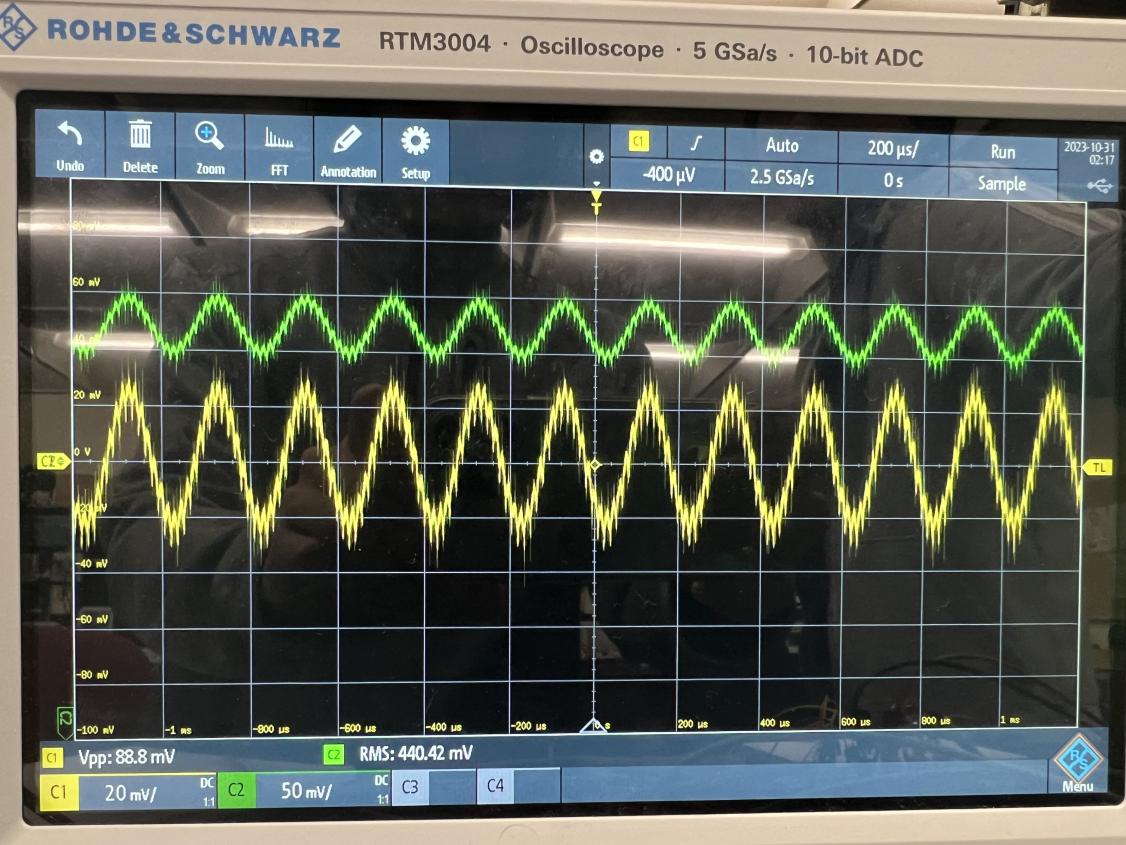 R&S ROHDE&SCHWARZ RTM3004 · Oscilloscope · 5 GSa/s · 10-bit ADC
Undo Delete Zoom FFT Annotation Setup
C1 Auto 200 µs/ Run 2023-10-31
-400 µV 2.5 GSa/s 0 s Sample 02:17
T
80 mV
60 mV
40 mV
20 mV
0 V
TL
-20 mV
-40 mV
-60 mV
-80 mV
-100 mV -1 ms -800 µs -600 µs -400 µs -200 µs 0 s 200 µs 400 µs 600 µs 800 µs 1 ms
C1 Vpp: 88.8 mV C2 RMS: 440.42 mV
C1 20 mV/ DC 1:1 C2 50 mV/ DC 1:1 C3 C4
R&S Menu